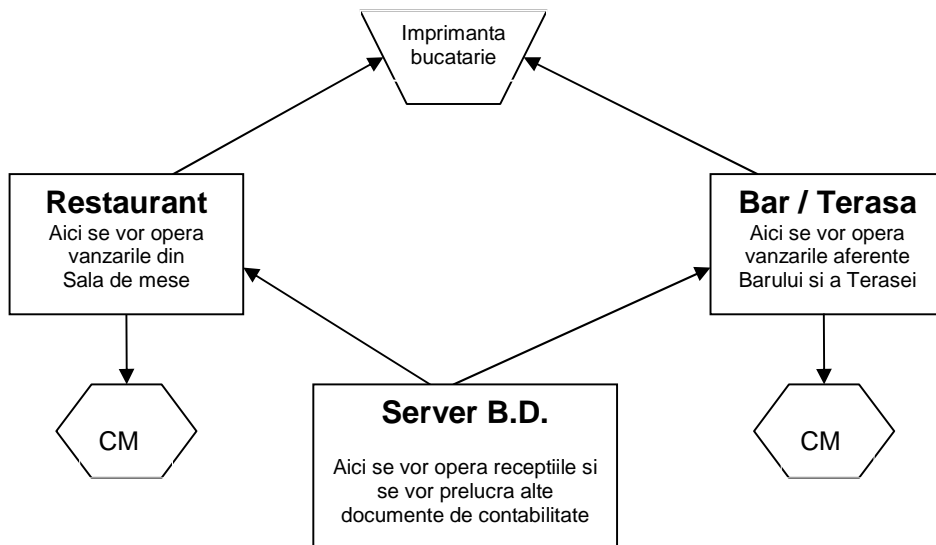 Imprimanta
bucatarie
Restaurant
Aici se vor opera
vanzarile din
Sala de mese
Bar / Terasa
Aici se vor opera
vanzarile aferente
Barului si a Terasei
CM
Server B.D.
Aici se vor opera receptiile si
se vor prelucra alte
documente de contabilitate
CM